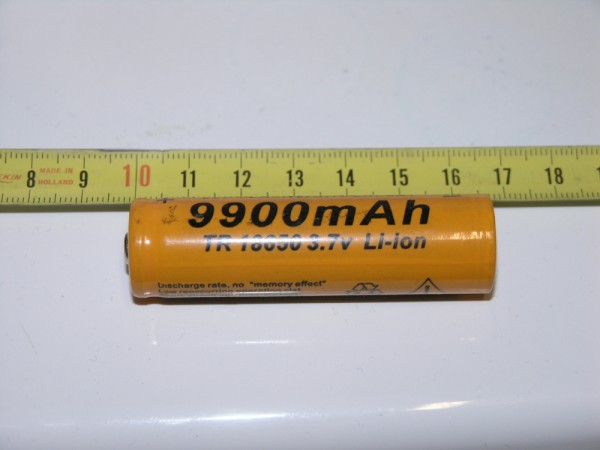 MADE IN
HOLLAND
8 9 10 11 12 13 14 15 16 17 18
9900mAh
TR 18650 3.7v Li-ion
Discharge rate, no "memory effect"